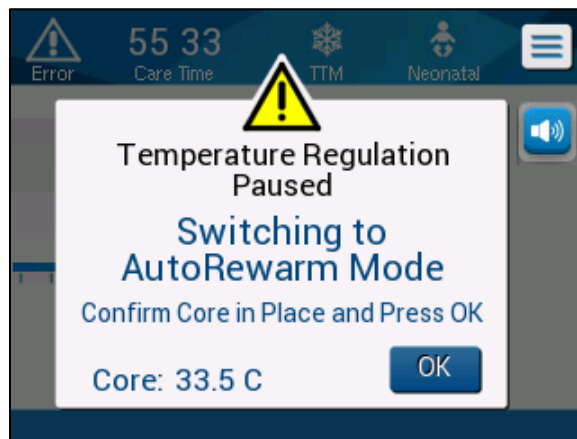 55 33
Error
Care Time
TTM
Neonatal
Temperature Regulation
Paused
Switching to
AutoRewarm Mode
Confirm Core in Place and Press OK
Core: 33.5 C
OK